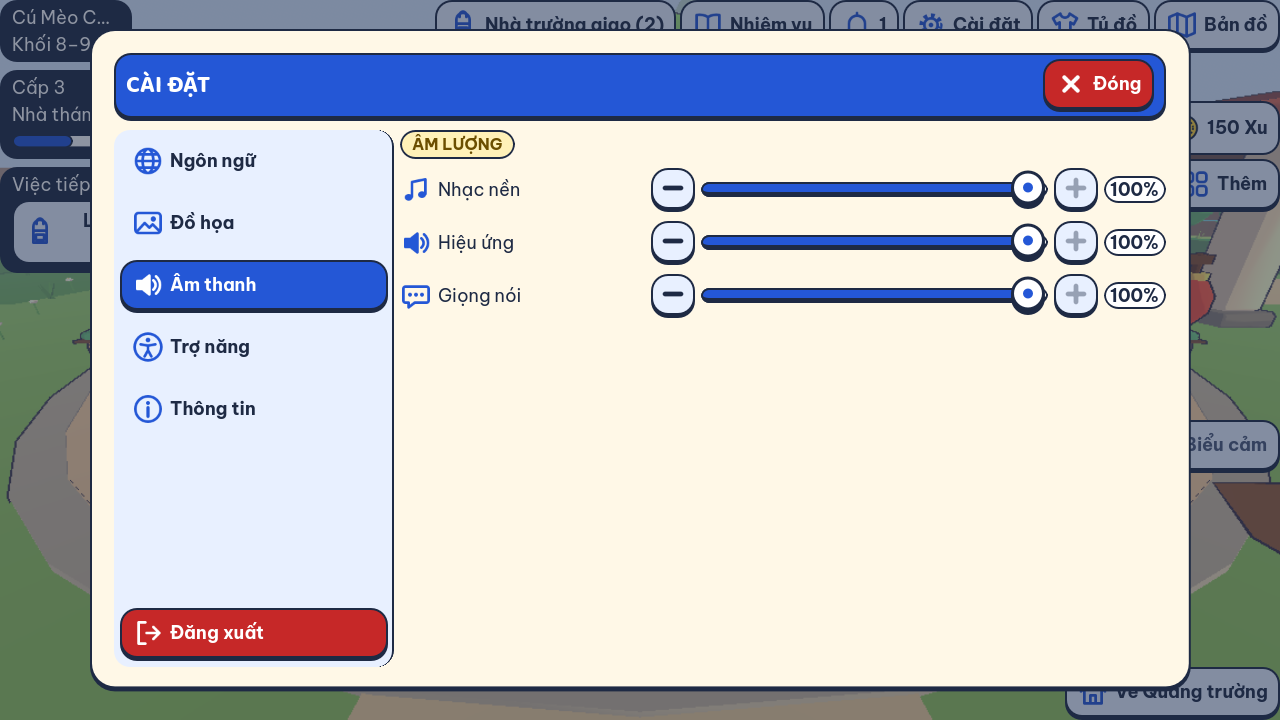 Cú Mèo C...
Khối 8-9
Nhà trường giao (2)
Nhiệm vụ
1
Cài đặt
Tủ đồ
Bản đồ
CÀI ĐẶT
Đóng
Cấp 3
Nhà thán
150 Xu
Việc tiếp
L
Thêm
Ngôn ngữ
Đồ họa
Âm thanh
Trợ năng
Thông tin
Đăng xuất
ÂM LƯỢNG
Nhạc nền
100%
Hiệu ứng
100%
Giọng nói
100%
Biểu cảm
Về Quảng trường